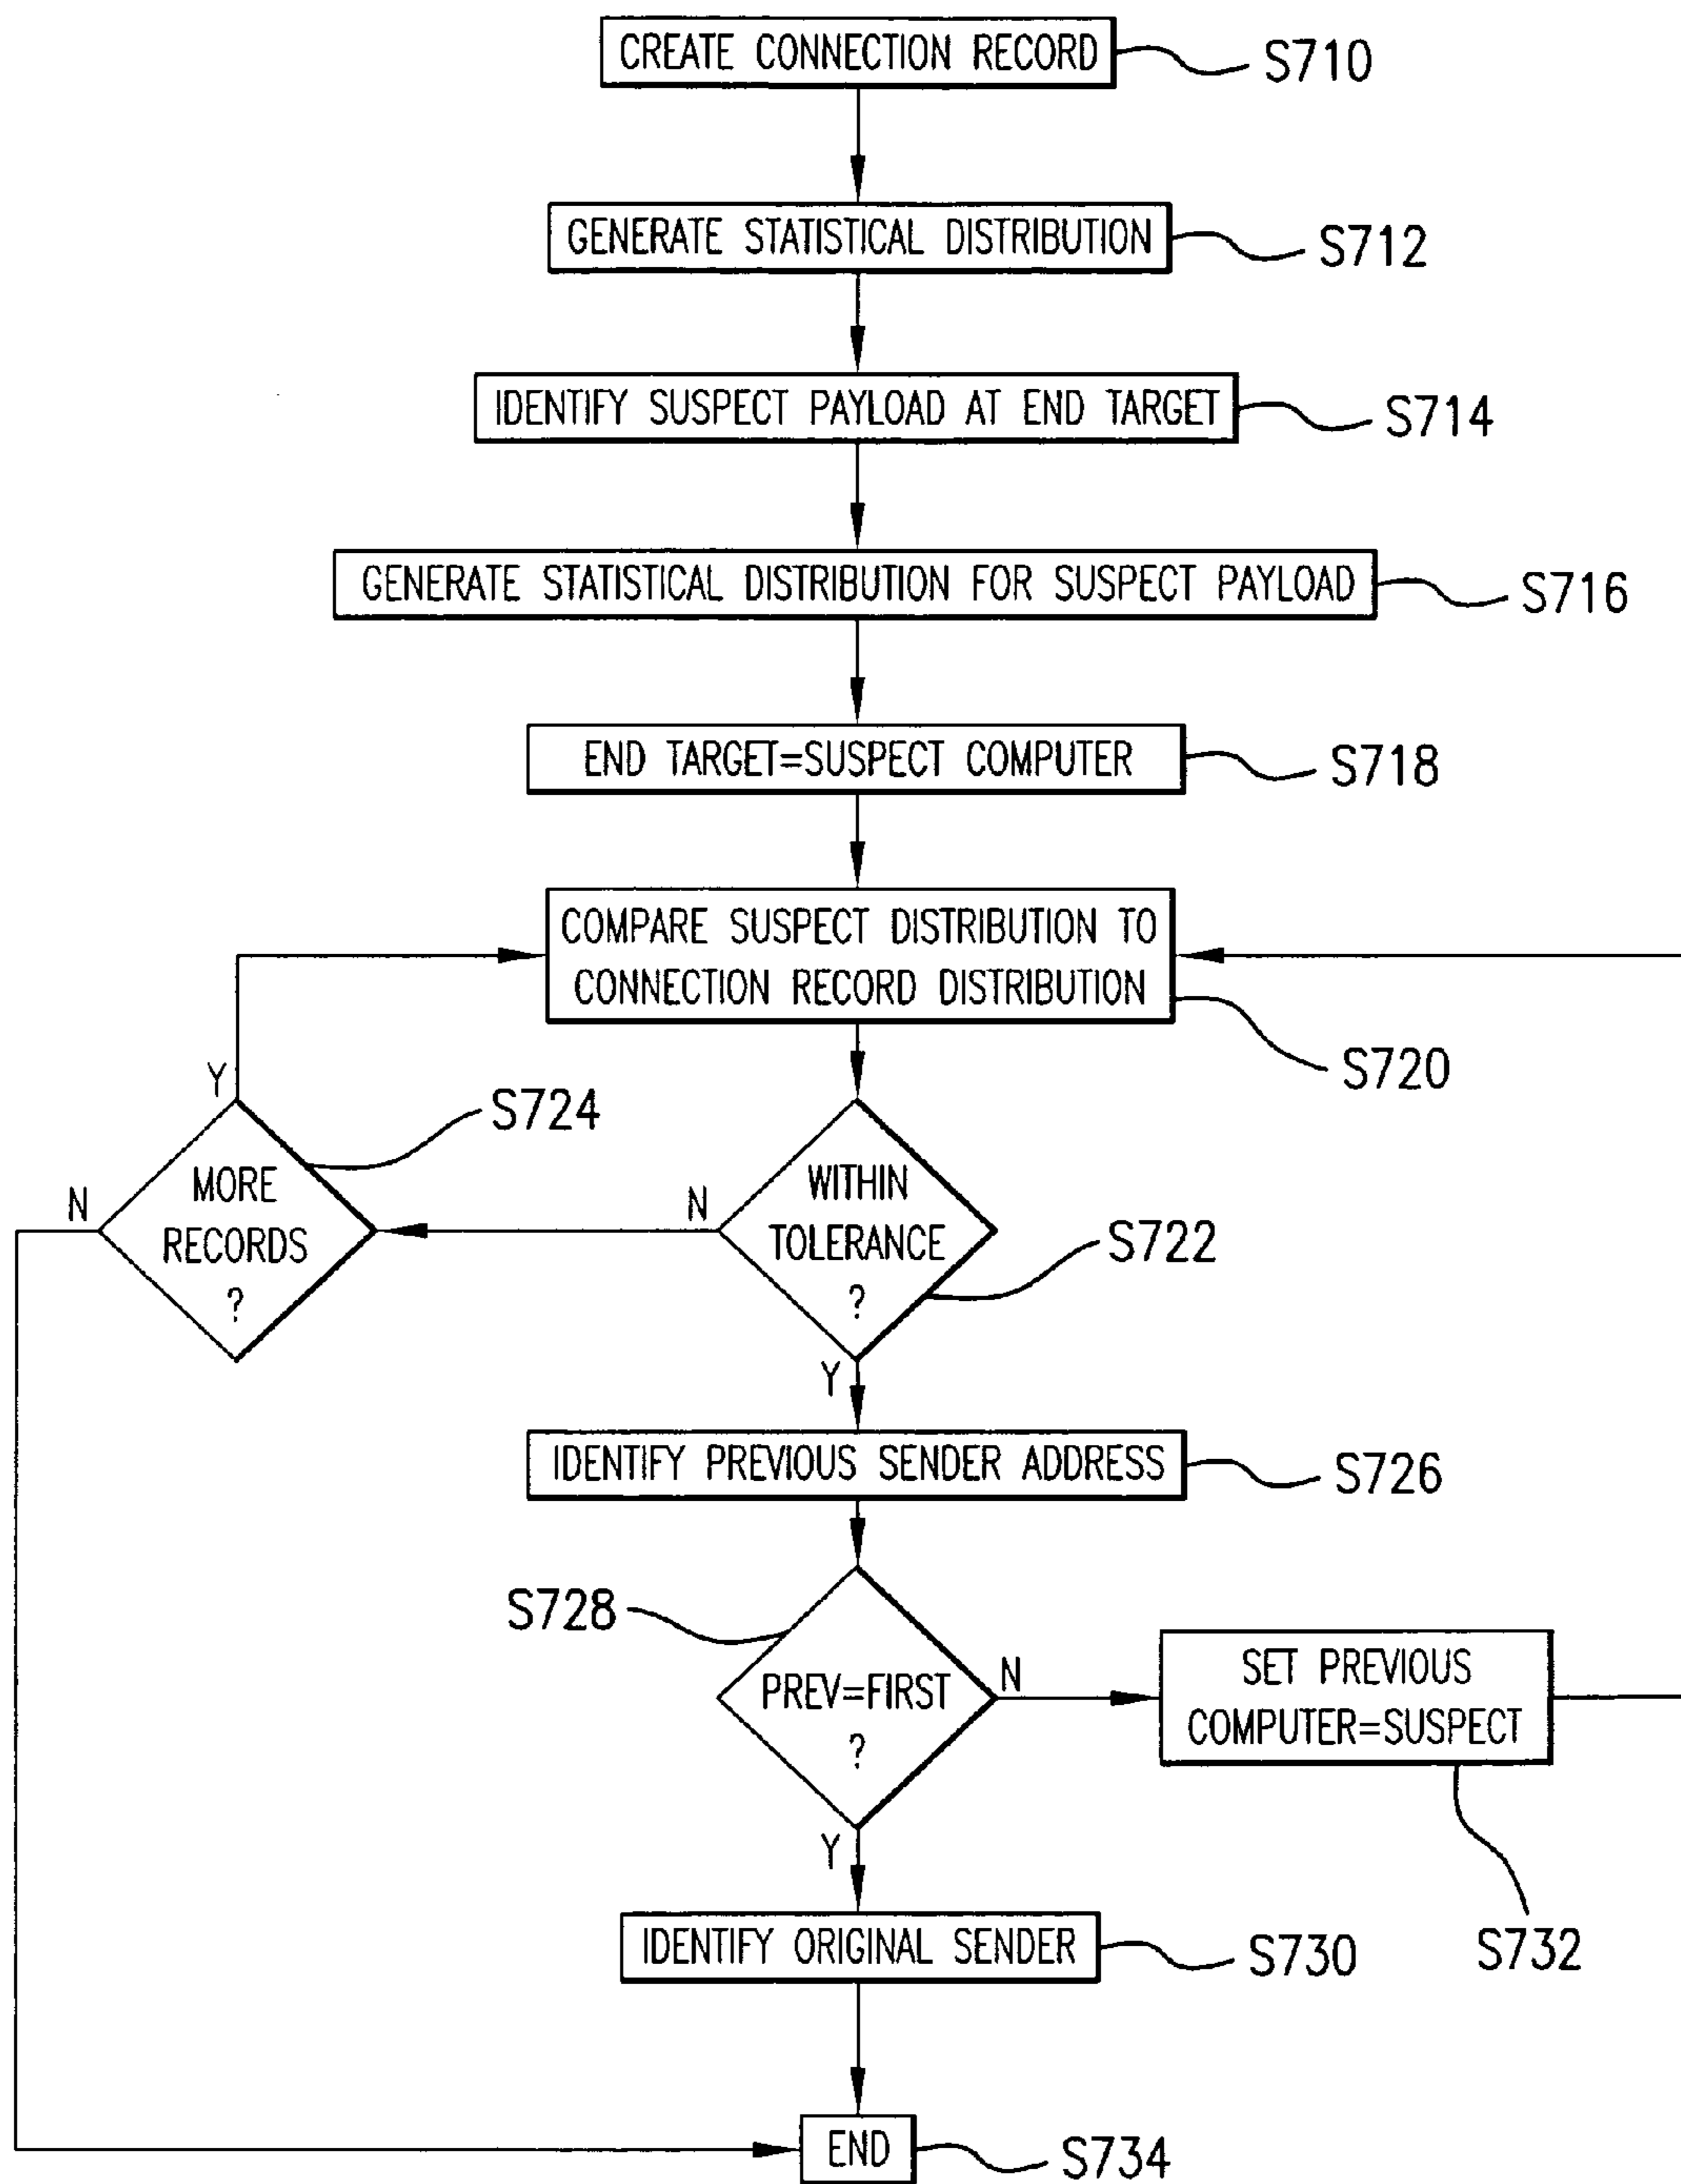 CREATE CONNECTION RECORD
S710
GENERATE STATISTICAL DISTRIBUTION
S712
IDENTIFY SUSPECT PAYLOAD AT END TARGET
S714
GENERATE STATISTICAL DISTRIBUTION FOR SUSPECT PAYLOAD
S716
END TARGET=SUSPECT COMPUTER
S718
COMPARE SUSPECT DISTRIBUTION TO
CONNECTION RECORD DISTRIBUTION
S720
Y
S724
MORE
RECORDS
?
N
N
WITHIN
TOLERANCE
?
S722
Y
IDENTIFY PREVIOUS SENDER ADDRESS
S726
S728
PREV=FIRST
?
N
SET PREVIOUS
COMPUTER=SUSPECT
S732
Y
IDENTIFY ORIGINAL SENDER
S730
END
S734